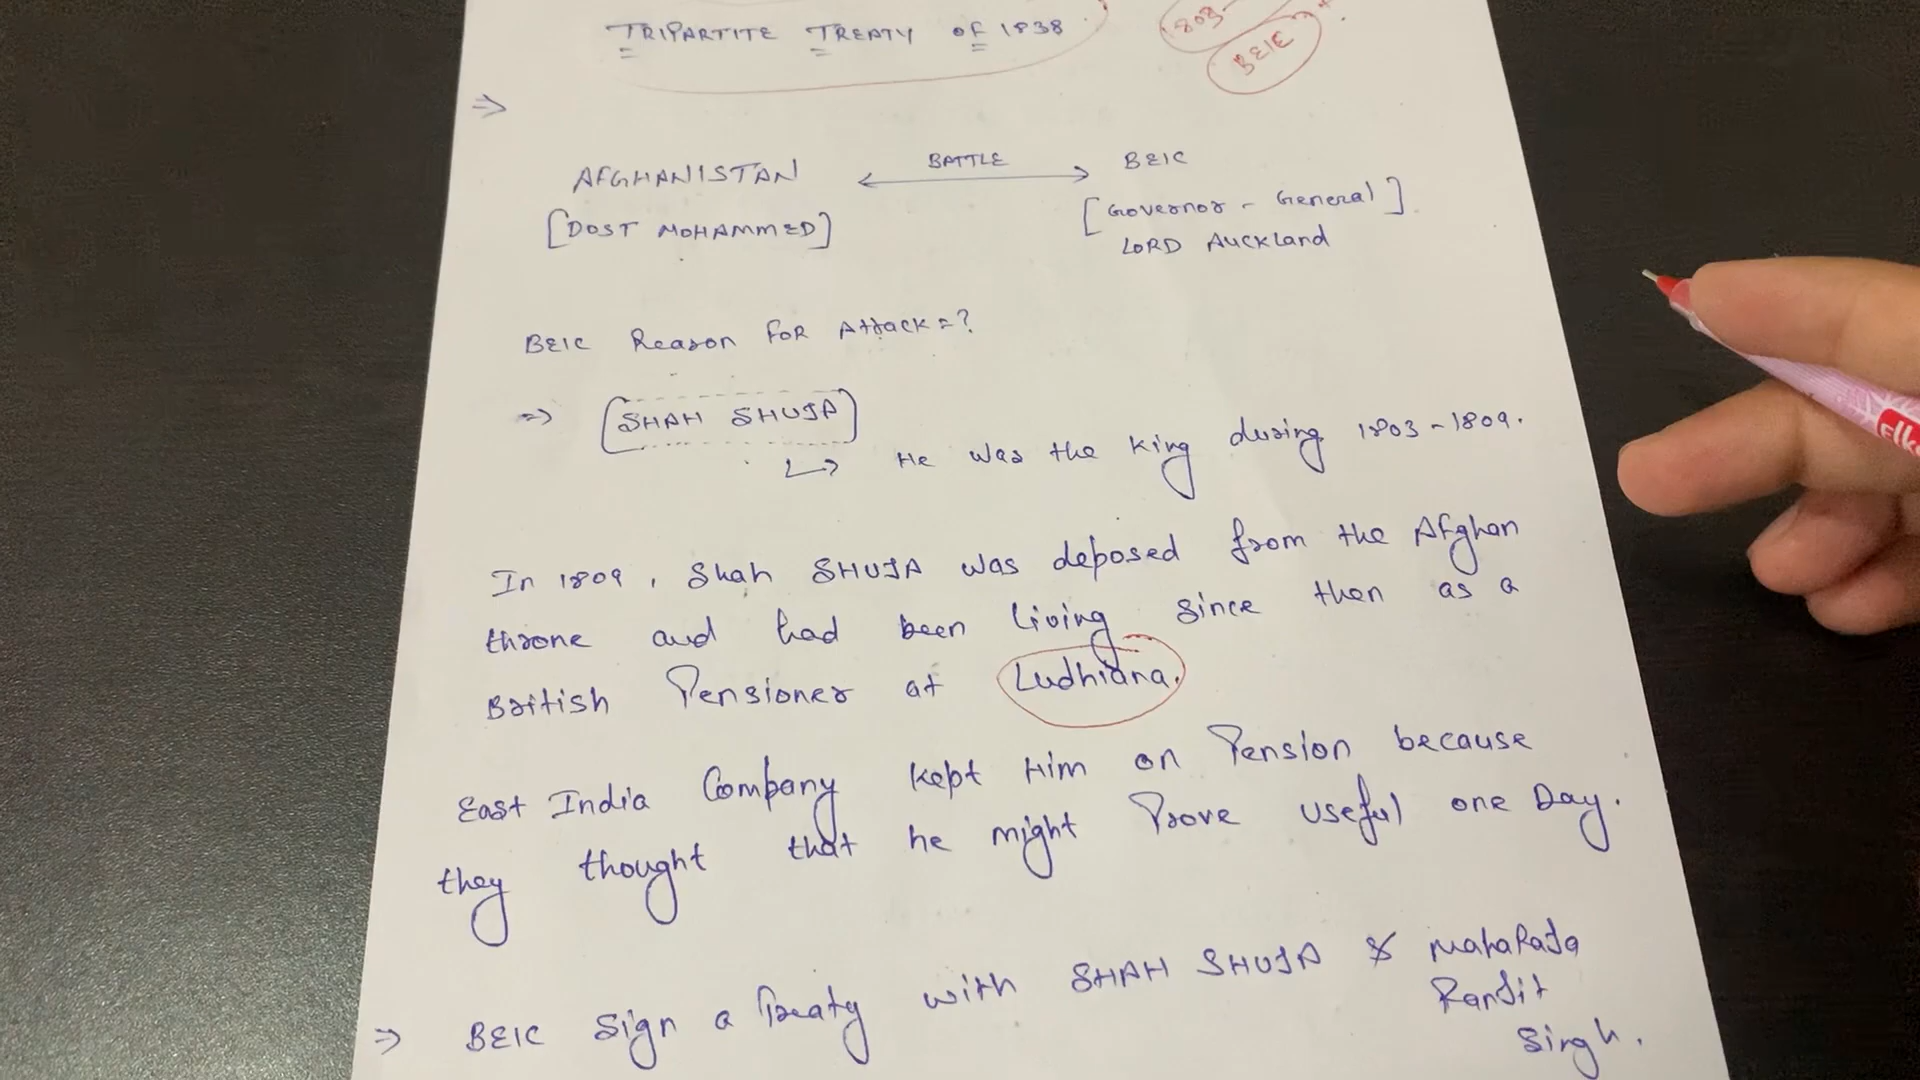 TRIPARTITE TREATY OF 1838
1803-
BEIC
⇒
AFGHANISTAN BATTLE BEIC
[DOST MOHAMMED] [Governor - General]
LORD Auckland
BEIC Reason FOR Attack = ?
⇒ [SHAH SHUJA]
↳ He was the King during 1803 - 1809.
In 1809, Shah SHUJA was deposed from the Afghan
throne and had been living since then as a
British Pensioner at Ludhiana.
East India Company kept Him on Pension because
they thought that he might Prove useful one Day.
⇒ BEIC Sign a Treaty with SHAH SHUJA & MahaRaja
Ranjit
Singh.